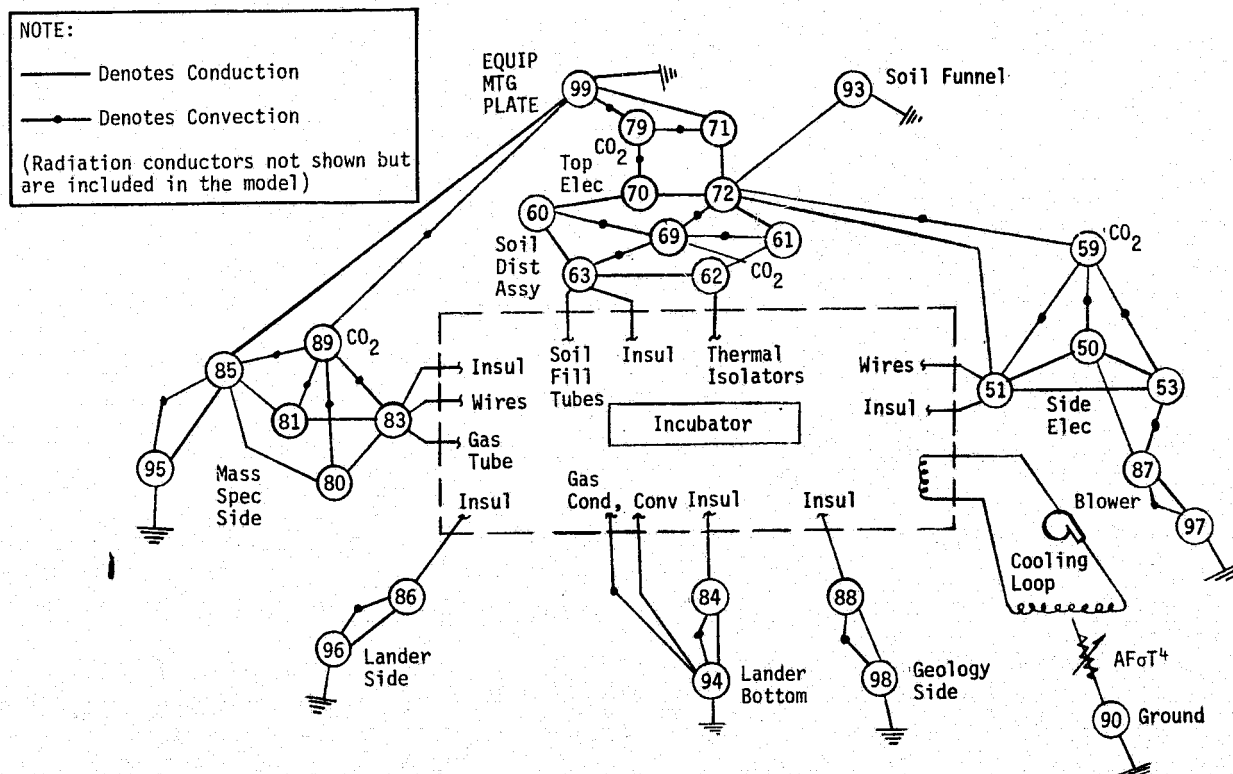 NOTE:
Denotes Conduction
Denotes Convection
(Radiation conductors not shown but
are included in the model)
EQUIP
MTG
PLATE
99
93
Soil Funnel
79
71
CO2
Top
Elec
70
72
60
69
61
Soil
Dist
Assy
63
62
CO2
59
CO2
50
51
53
Side
Elec
Wires
Insul
Soil
Fill
Tubes
Insul
Thermal
Isolators
Incubator
89
CO2
85
81
83
80
95
Mass
Spec
Side
Insul
Wires
Gas
Tube
Insul
Gas
Cond, Conv
Insul
Insul
87
Blower
97
Cooling
Loop
86
96
Lander
Side
84
94
Lander
Bottom
88
98
Geology
Side
AFσT⁴
90
Ground